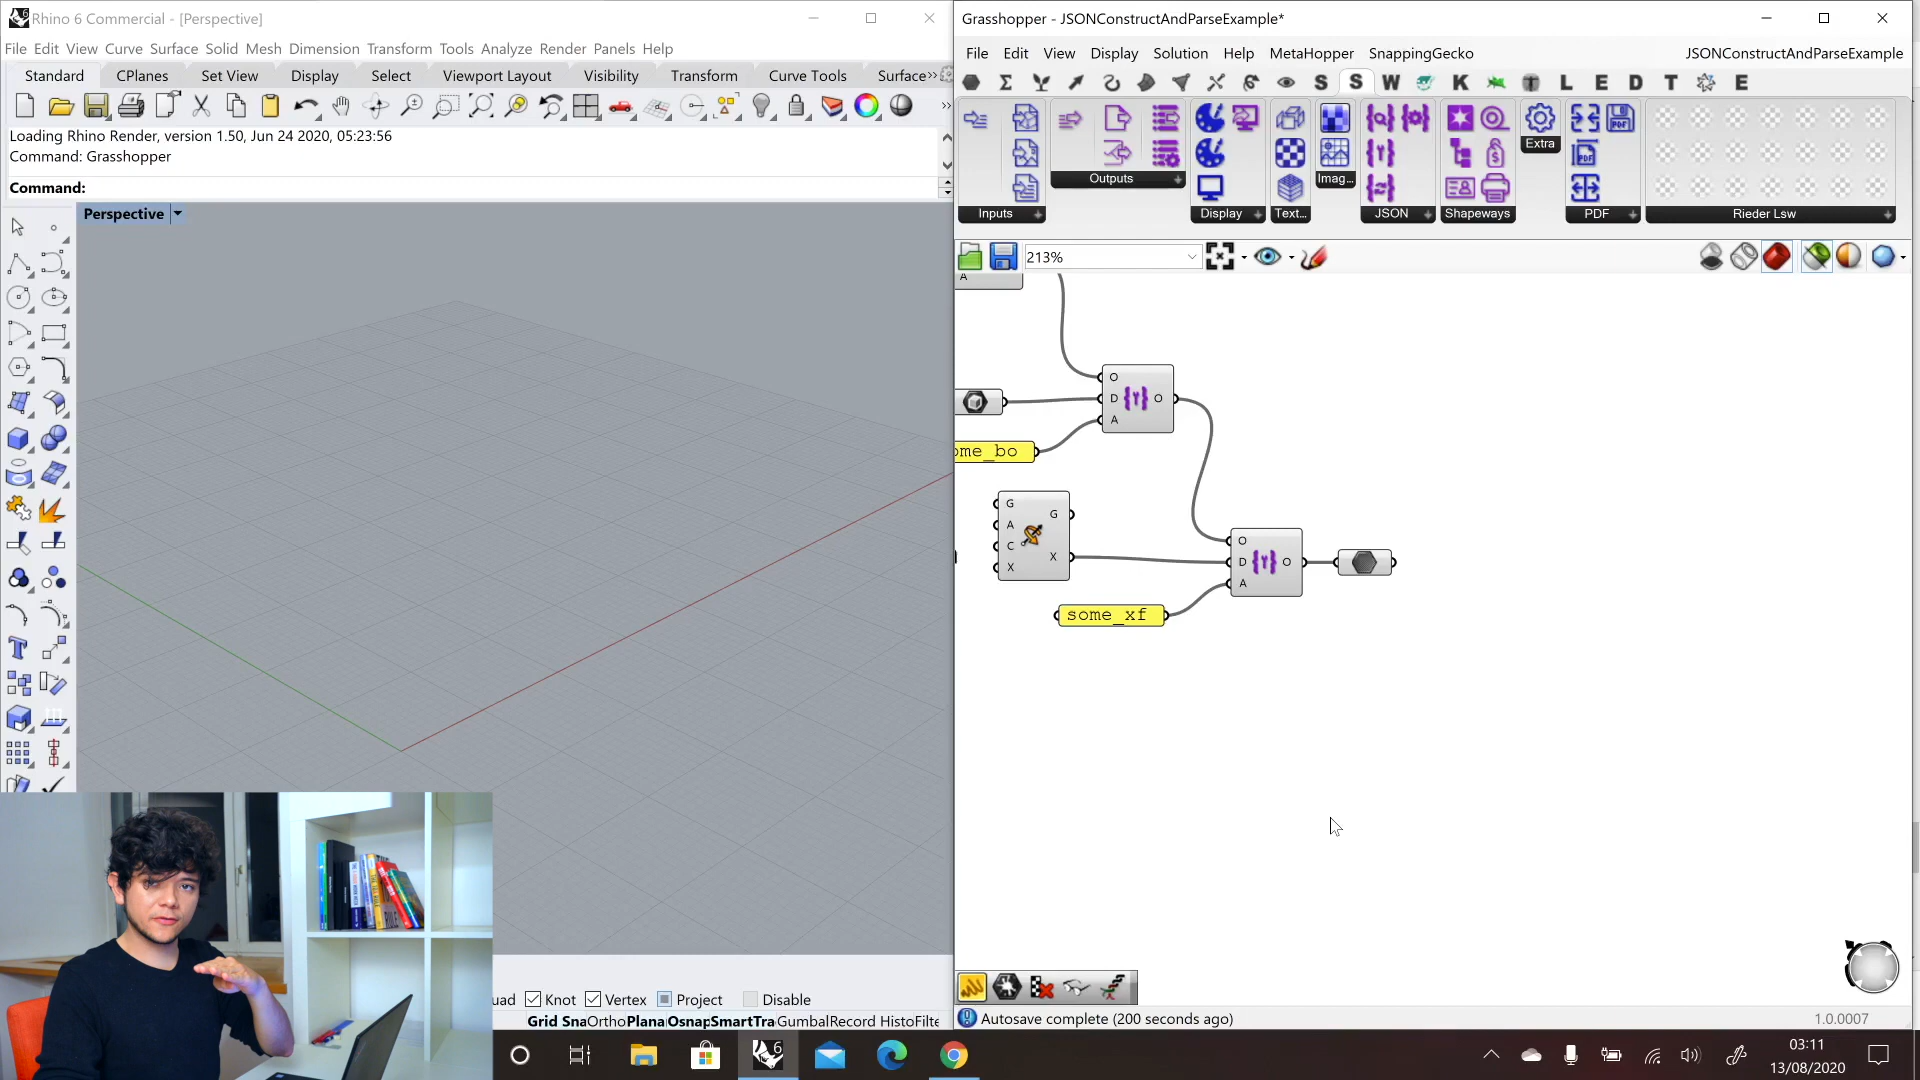 Rhino 6 Commercial - [Perspective]
File Edit View Curve Surface Solid Mesh Dimension Transform Tools Analyze Render Panels Help
Standard CPlanes Set View Display Select Viewport Layout Visibility Transform Curve Tools Surface
Loading Rhino Render, version 1.50, Jun 24 2020, 05:23:56
Command: Grasshopper
Command:
Perspective
uad Knot Vertex Project Disable
Grid Sna Ortho Plana Osnap SmartTra Gumbal Record Histo Filte
Grasshopper - JSONConstructAndParseExample*
File Edit View Display Solution Help MetaHopper SnappingGecko JSONConstructAndParseExample
S S W K L E D T E
Extra
Outputs Imag...
Inputs Display Text... JSON Shapeways PDF Rieder Lsw
213%
A
O
D O
A
ome_bo
G
G
A
C
X
X
O
D O
A
some_xf
Autosave complete (200 seconds ago)
1.0.0007
03:11
13/08/2020